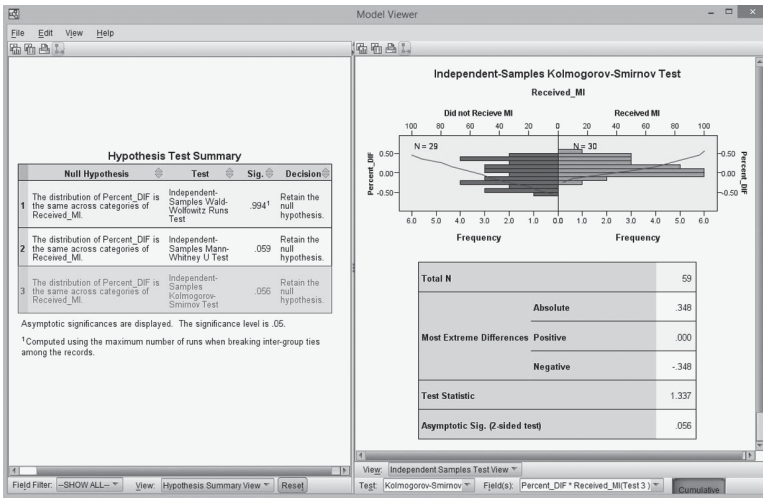 Model Viewer
File Edit View Help
Hypothesis Test Summary
Null Hypothesis Test Sig. Decision
1 The distribution of Percent_DIF is the same across categories of Received_MI. Independent-Samples Wald-Wolfowitz Runs Test .994¹ Retain the null hypothesis.
2 The distribution of Percent_DIF is the same across categories of Received_MI. Independent-Samples Mann-Whitney U Test .059 Retain the null hypothesis.
3 The distribution of Percent_DIF is the same across categories of Received_MI. Independent-Samples Kolmogorov-Smirnov Test .056 Retain the null hypothesis.
Asymptotic significances are displayed. The significance level is .05.
¹Computed using the maximum number of runs when breaking inter-group ties
among the records.
Field Filter: --SHOW ALL-- View: Hypothesis Summary View Reset
Independent-Samples Kolmogorov-Smirnov Test
Received_MI
Did not Recieve MI Received MI
100 80 60 40 20 0 20 40 60 80 100
N = 29 N = 30
Percent_DIF 0.50 0.00 -0.50 0.50 0.00 -0.50 Percent_DIF
6.0 5.0 4.0 3.0 2.0 1.0 0.0 1.0 2.0 3.0 4.0 5.0 6.0
Frequency Frequency
Total N 59
Most Extreme Differences Absolute .348
Positive .000
Negative -.348
Test Statistic 1.337
Asymptotic Sig. (2-sided test) .056
View: Independent Samples Test View
Test: Kolmogorov-Smirnov Field(s): Percent_DIF * Received_MI(Test 3 ) Cumulative